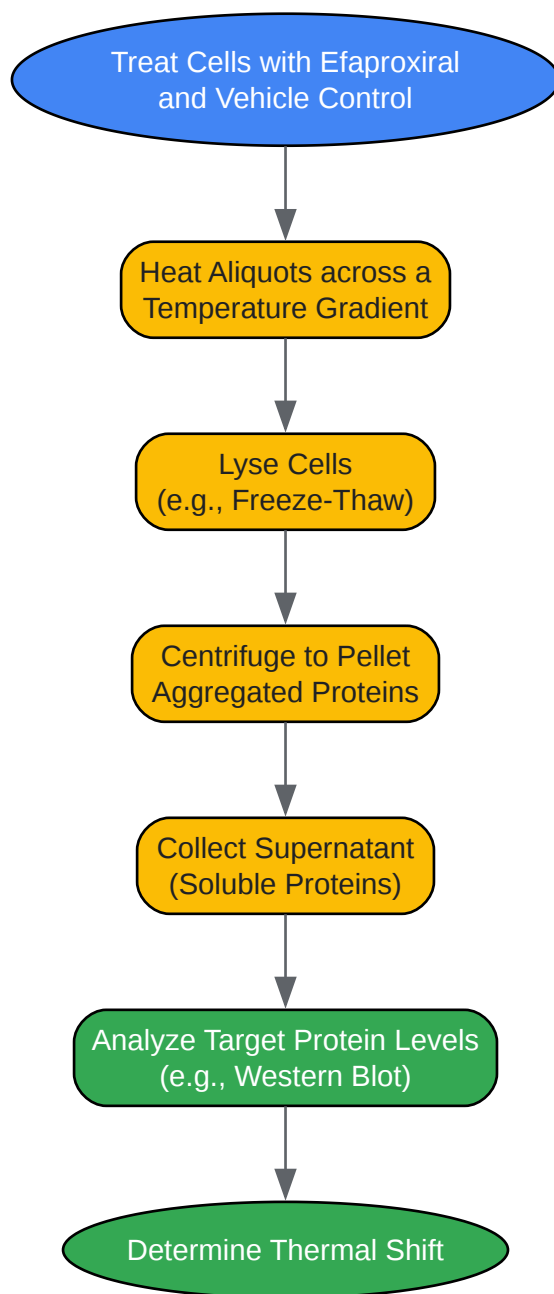 Treat Cells with Efaproxiral
and Vehicle Control
Heat Aliquots across a
Temperature Gradient
Lyse Cells
(e.g., Freeze-Thaw)
Centrifuge to Pellet
Aggregated Proteins
Collect Supernatant
(Soluble Proteins)
Analyze Target Protein Levels
(e.g., Western Blot)
Determine Thermal Shift